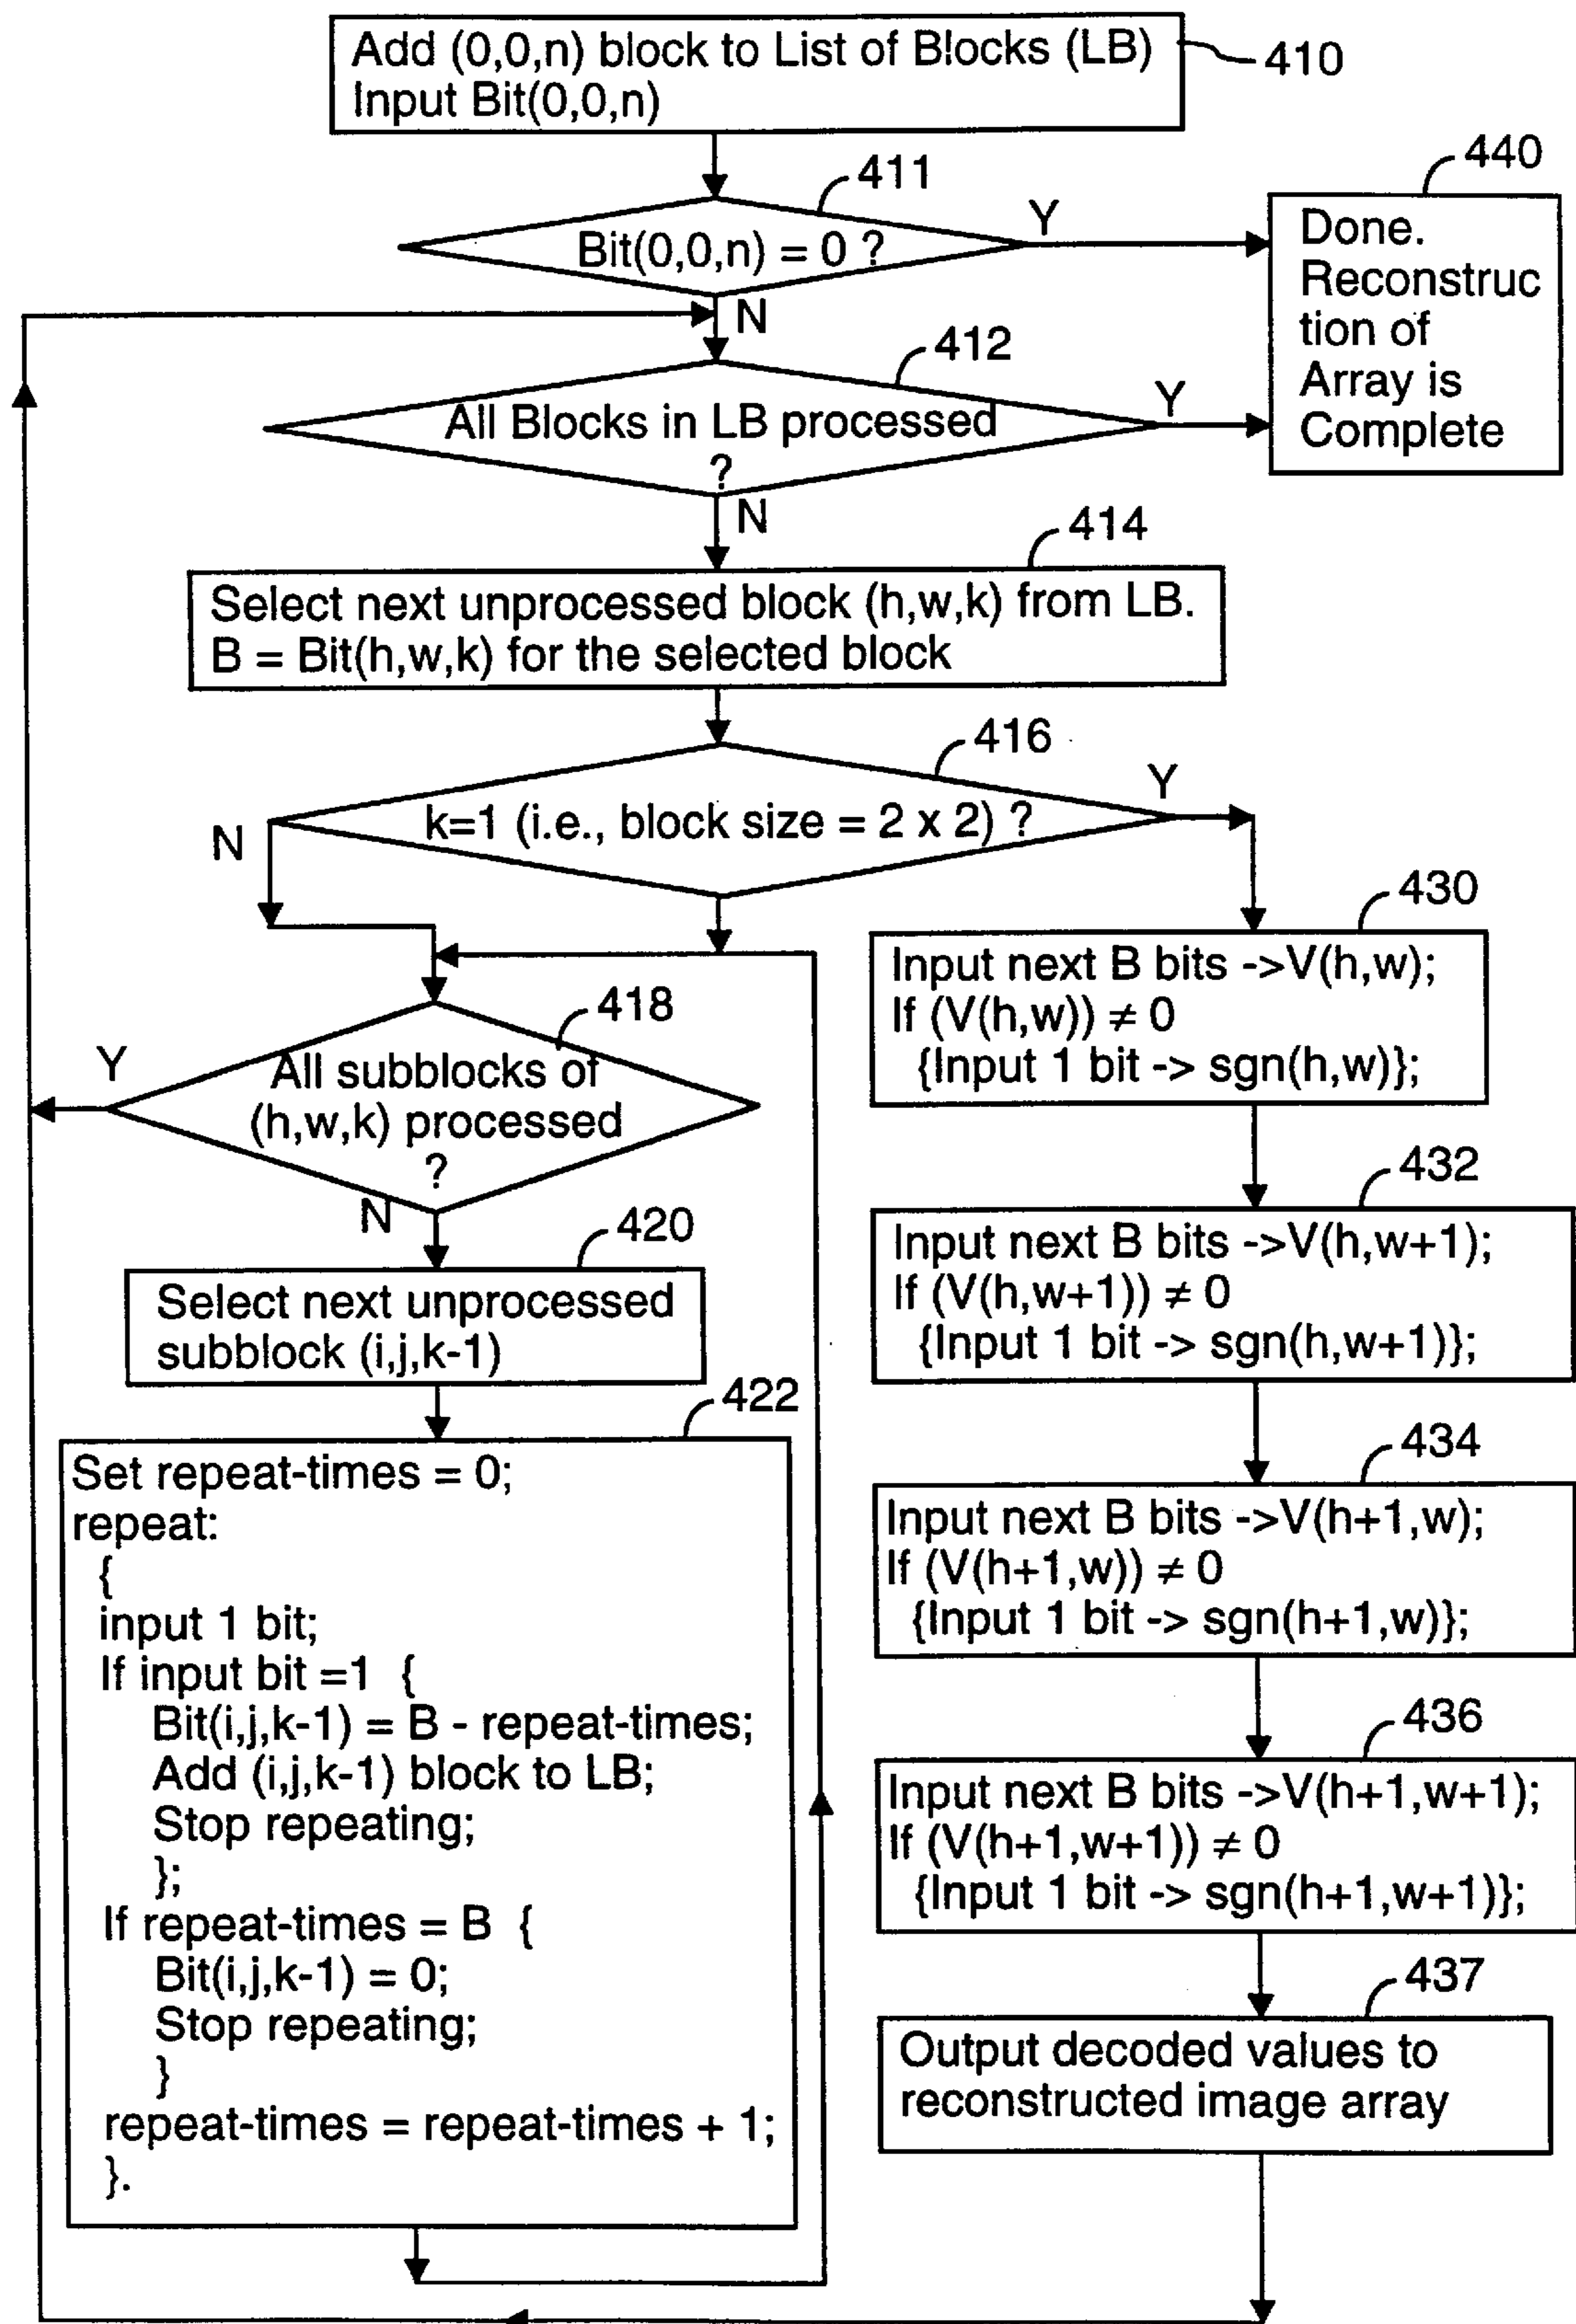 Add (0,0,n) block to List of Blocks (LB)
Input Bit(0,0,n)
410
411
Bit(0,0,n) = 0 ?
Y
N
440
Done.
Reconstruc
tion of
Array is
Complete
412
All Blocks in LB processed
?
Y
N
414
Select next unprocessed block (h,w,k) from LB.
B = Bit(h,w,k) for the selected block
416
k=1 (i.e., block size = 2 x 2) ?
Y
N
418
All subblocks of
(h,w,k) processed
?
Y
N
420
Select next unprocessed
subblock (i,j,k-1)
422
Set repeat-times = 0;
repeat:
{
input 1 bit;
If input bit =1 {
Bit(i,j,k-1) = B - repeat-times;
Add (i,j,k-1) block to LB;
Stop repeating;
};
If repeat-times = B {
Bit(i,j,k-1) = 0;
Stop repeating;
}
repeat-times = repeat-times + 1;
}.
430
Input next B bits ->V(h,w);
If (V(h,w)) ≠ 0
{Input 1 bit -> sgn(h,w)};
432
Input next B bits ->V(h,w+1);
If (V(h,w+1)) ≠ 0
{Input 1 bit -> sgn(h,w+1)};
434
Input next B bits ->V(h+1,w);
If (V(h+1,w)) ≠ 0
{Input 1 bit -> sgn(h+1,w)};
436
Input next B bits ->V(h+1,w+1);
If (V(h+1,w+1)) ≠ 0
{Input 1 bit -> sgn(h+1,w+1)};
437
Output decoded values to
reconstructed image array